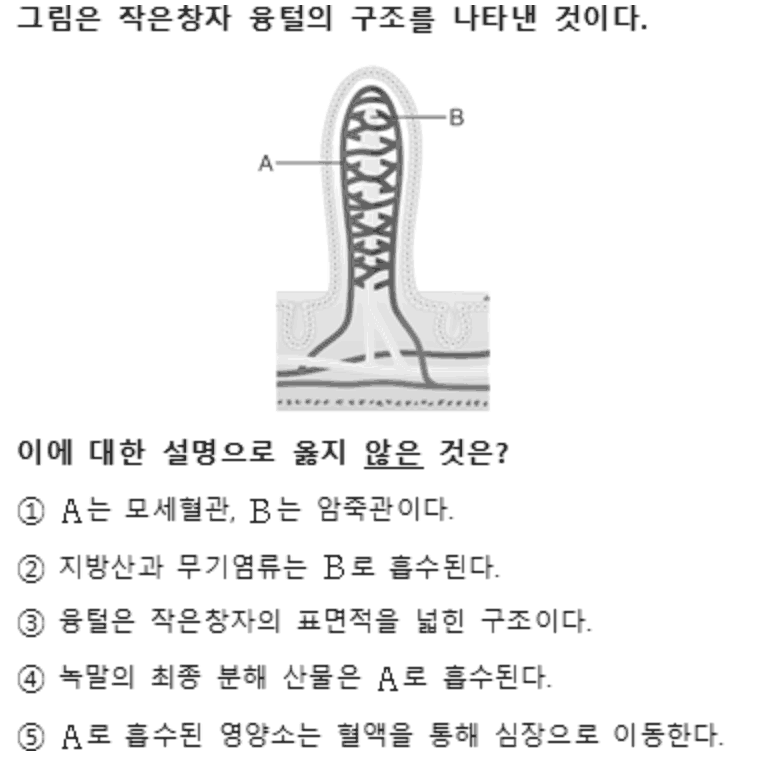 그림은 작은창자 융털의 구조를 나타낸 것이다.
B
A
이에 대한 설명으로 옳지 않은 것은?
① A는 모세혈관, B는 암죽관이다.
② 지방산과 무기염류는 B로 흡수된다.
③ 융털은 작은창자의 표면적을 넓힌 구조이다.
④ 녹말의 최종 분해 산물은 A로 흡수된다.
⑤ A로 흡수된 영양소는 혈액을 통해 심장으로 이동한다.